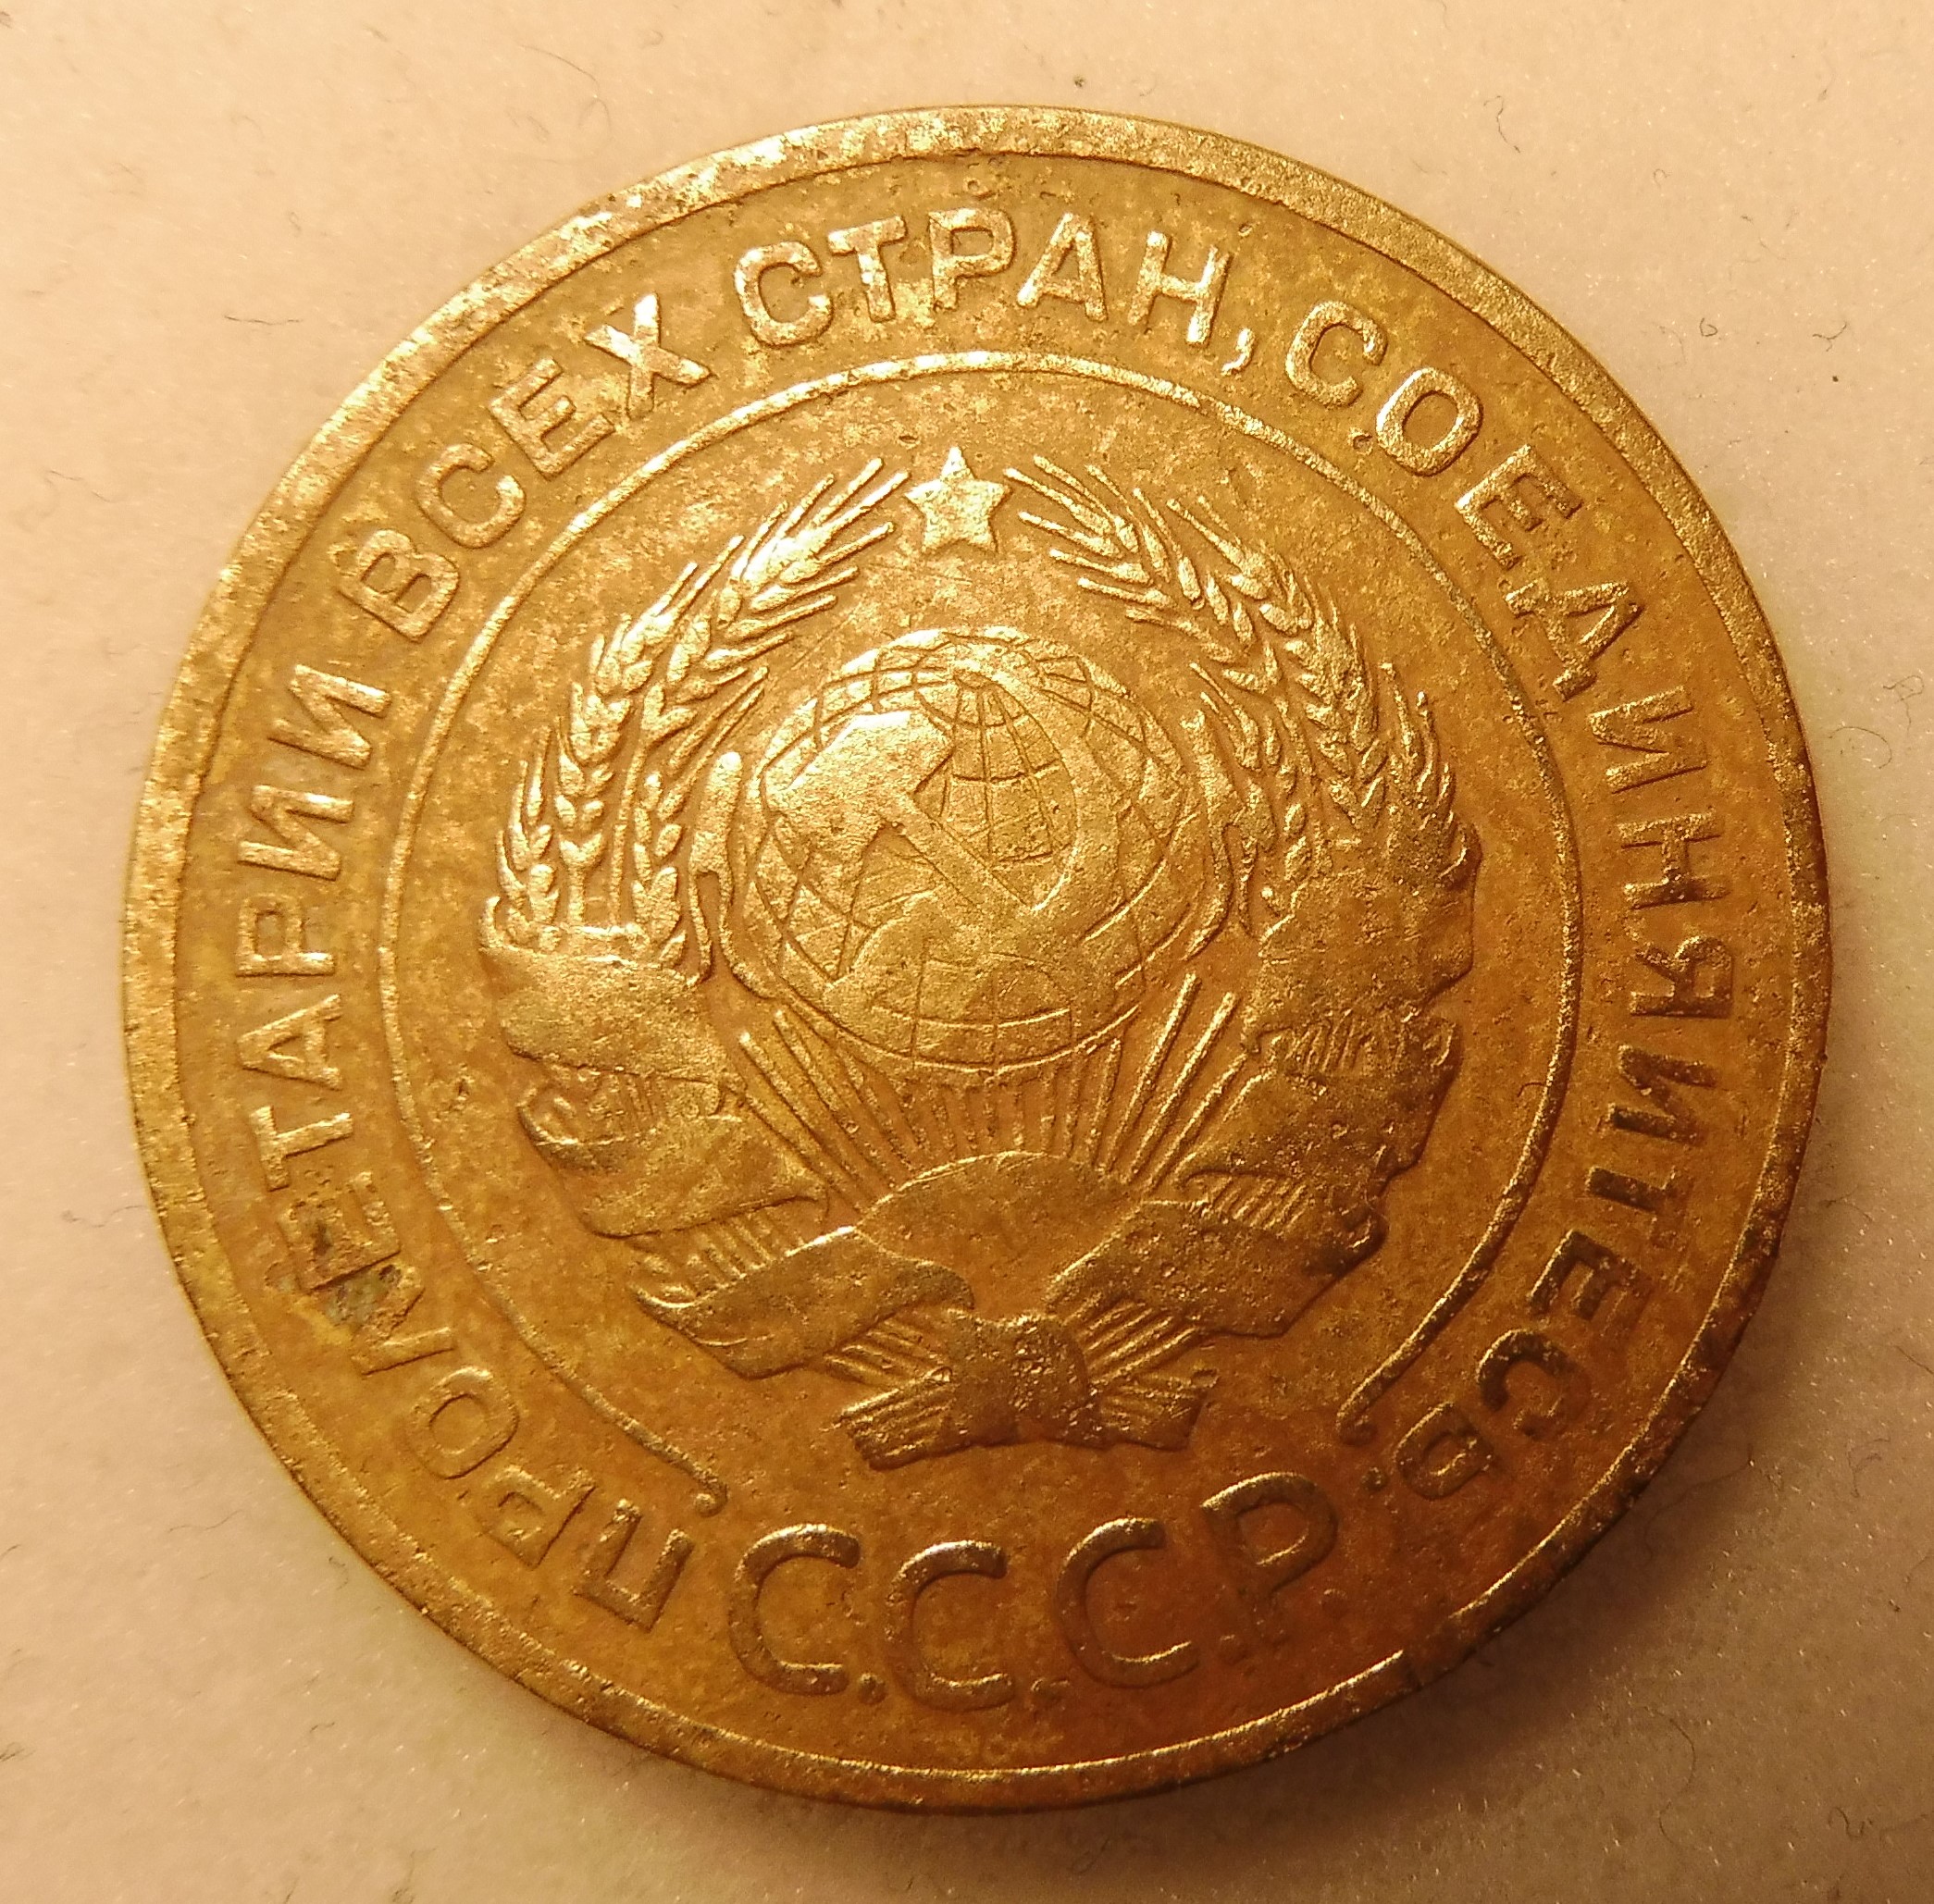 ПРОЛЕТАРИИ ВСЕХ СТРАН, СОЕДИНЯЙТЕСЬ.
С.С.С.Р.